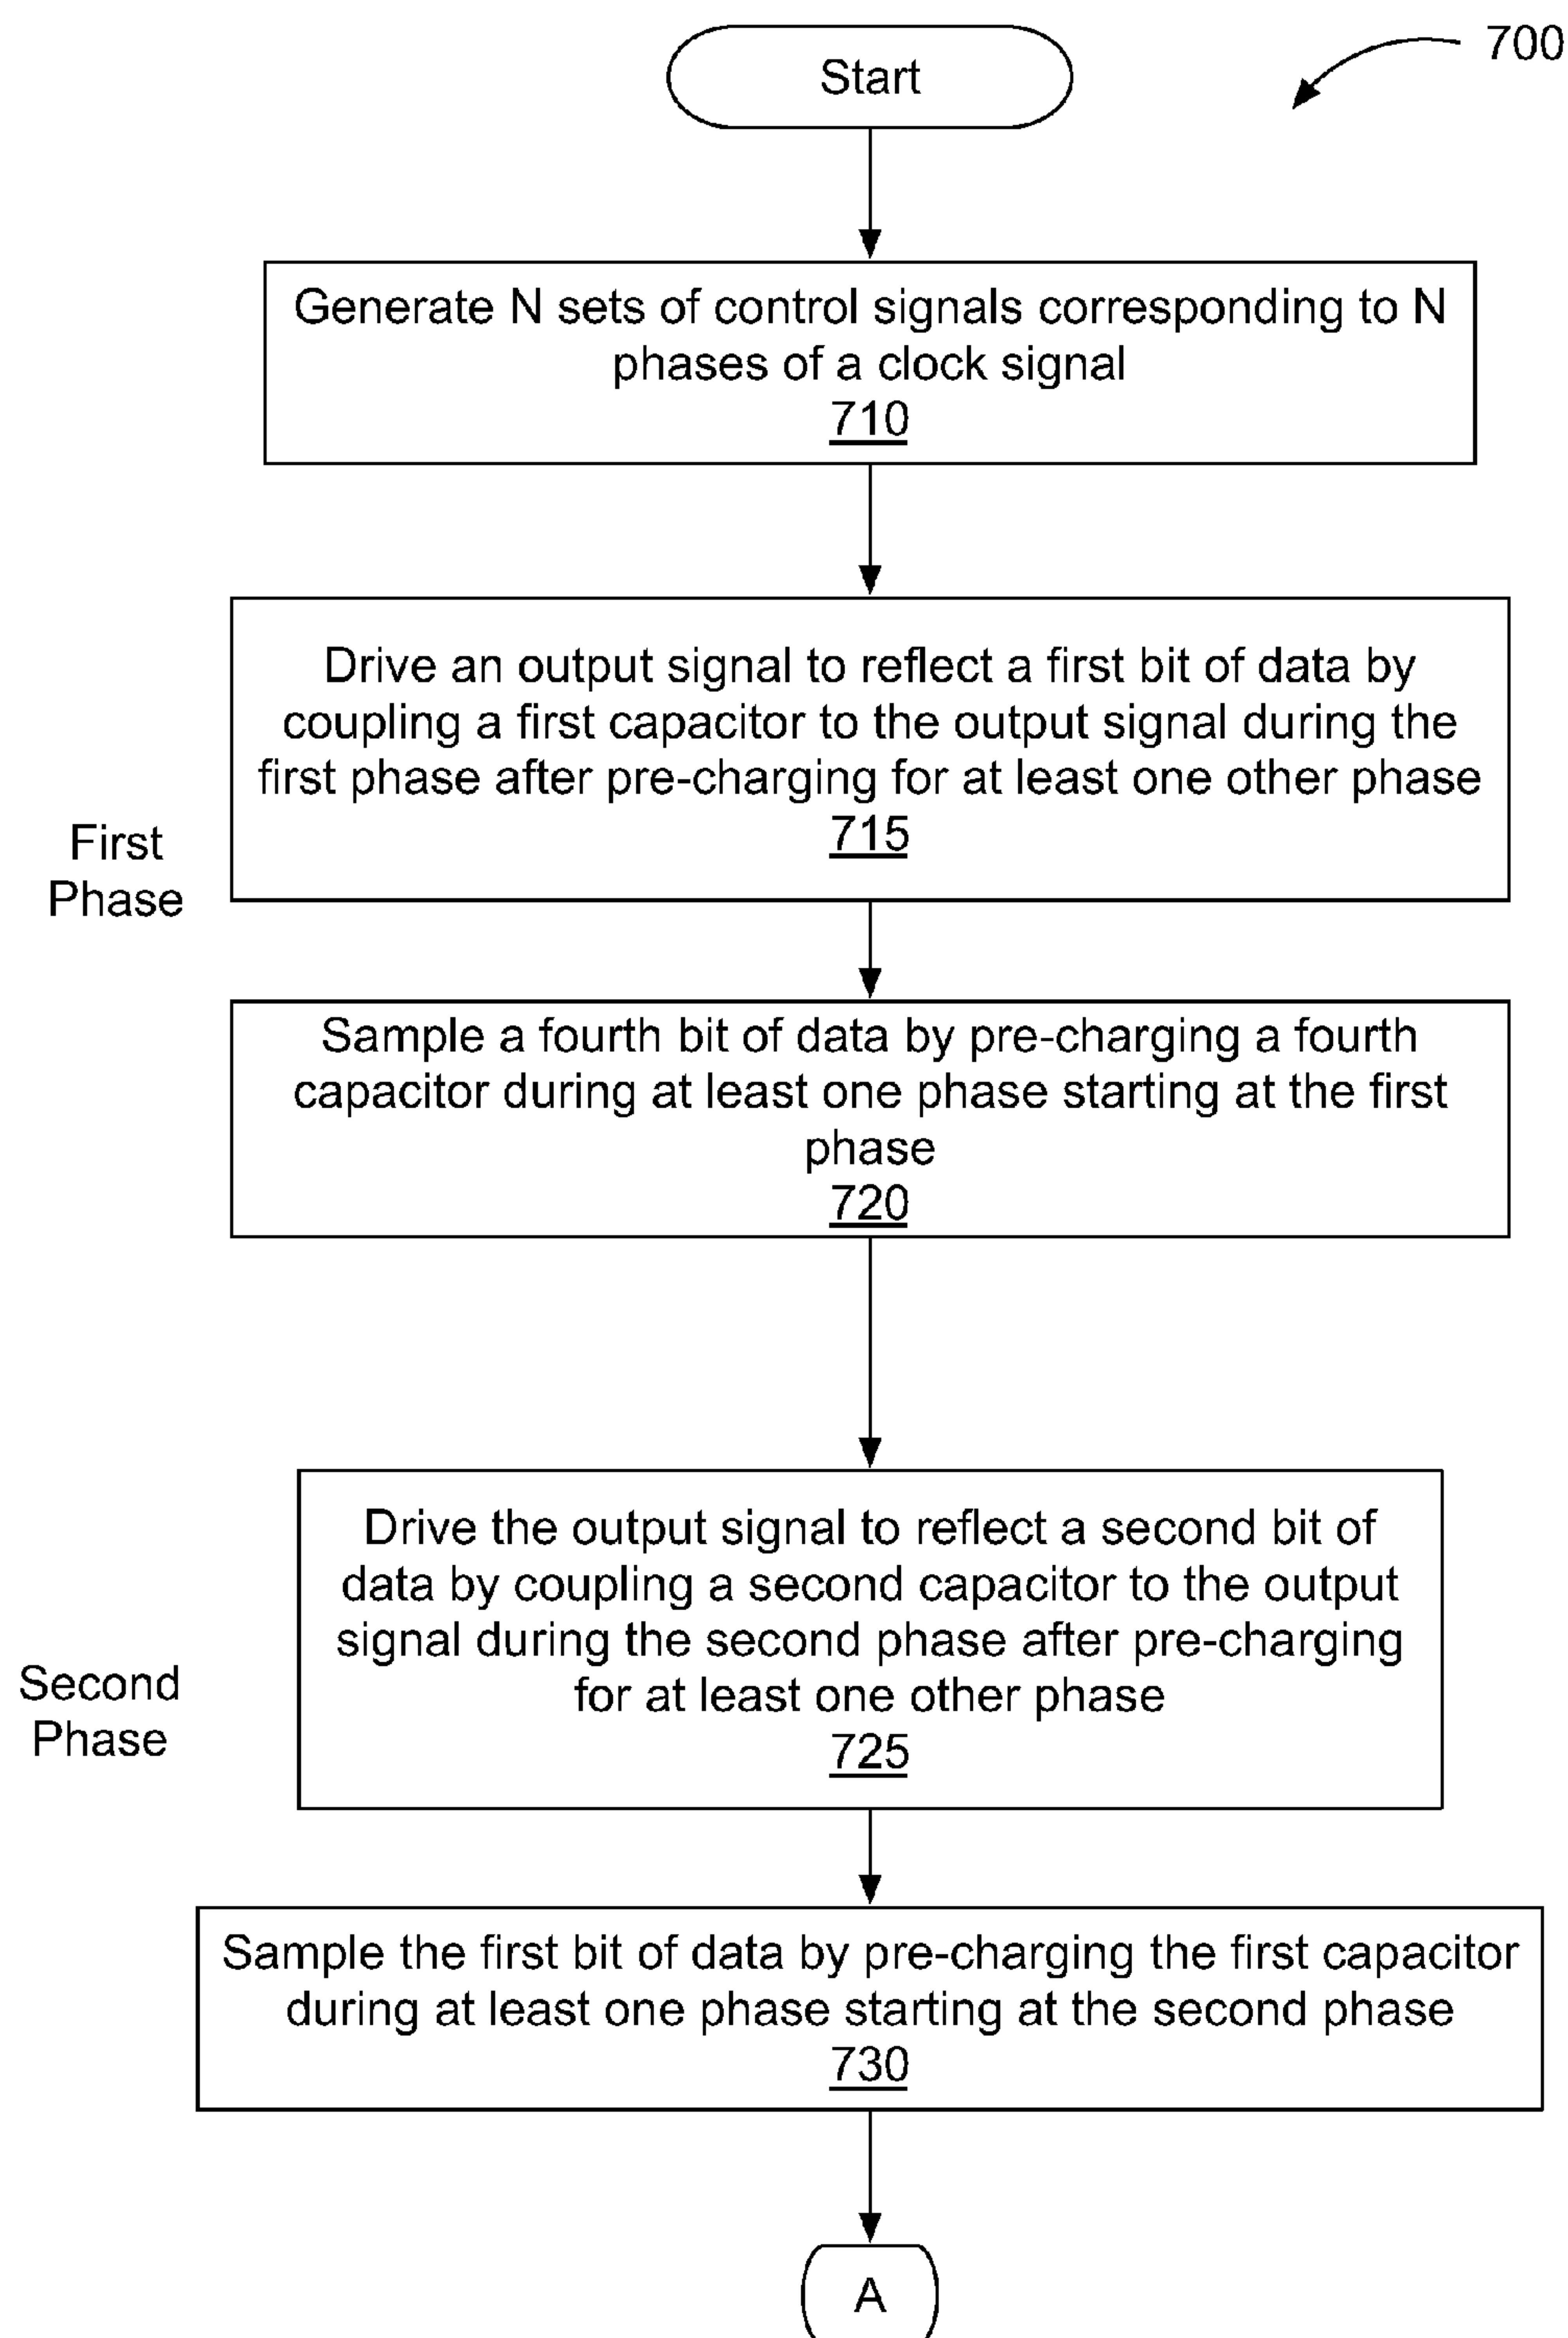 700
Start
Generate N sets of control signals corresponding to N
phases of a clock signal
710
Drive an output signal to reflect a first bit of data by
coupling a first capacitor to the output signal during the
first phase after pre-charging for at least one other phase
715
First
Phase
Sample a fourth bit of data by pre-charging a fourth
capacitor during at least one phase starting at the first
phase
720
Drive the output signal to reflect a second bit of
data by coupling a second capacitor to the output
signal during the second phase after pre-charging
for at least one other phase
725
Second
Phase
Sample the first bit of data by pre-charging the first capacitor
during at least one phase starting at the second phase
730
A